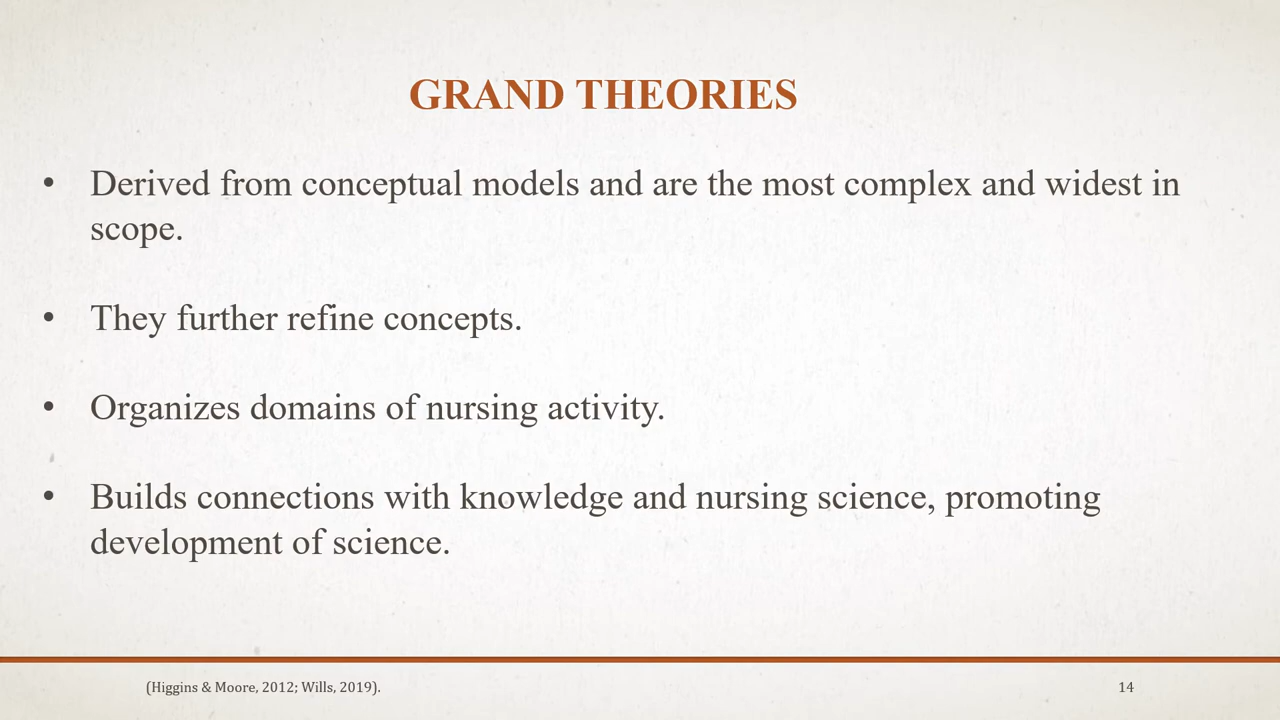 GRAND THEORIES
• Derived from conceptual models and are the most complex and widest in
scope.
• They further refine concepts.
• Organizes domains of nursing activity.
• Builds connections with knowledge and nursing science, promoting
development of science.
(Higgins & Moore, 2012; Wills, 2019).
14